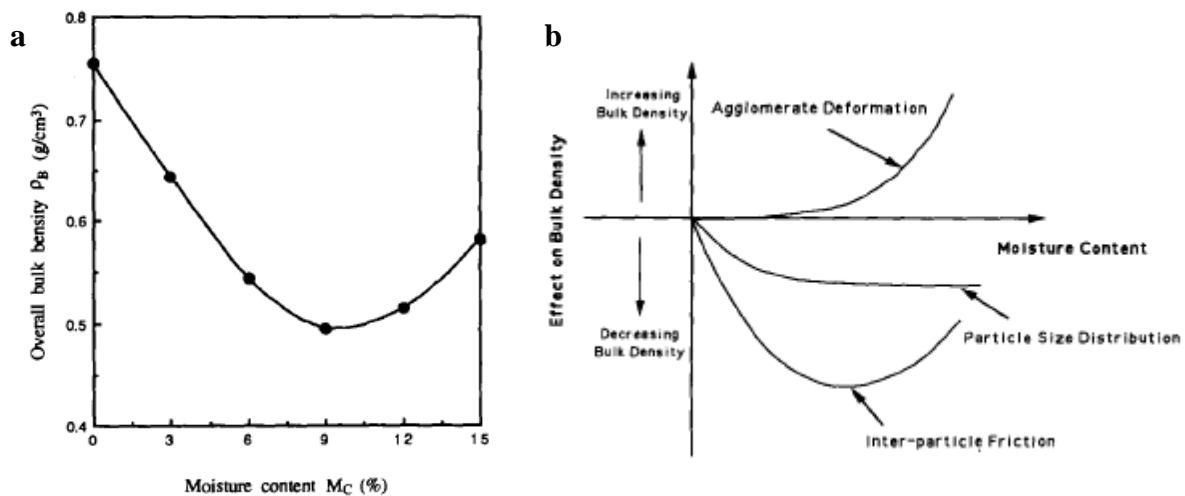 a
0.8
0.7
0.6
0.5
0.4
Overall bulk bensity ρB (g/cm³)
0 3 6 9 12 15
Moisture content MC (%)
b
Increasing
Bulk Density
Agglomerate Deformation
Effect on Bulk Density
Moisture Content
Decreasing
Bulk Density
Particle Size Distribution
Inter-particle Friction